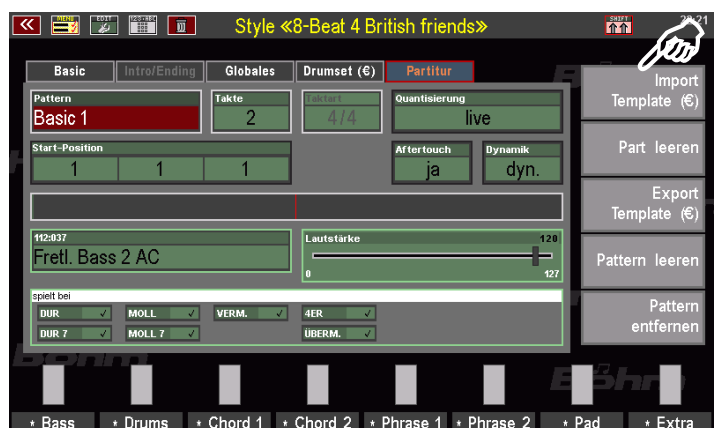 MENU
EDIT
123:ABC
Style «8-Beat 4 British friends»
SHIFT
Basic
Intro/Ending
Globales
Drumset (€)
Partitur
Import
Template (€)
Pattern
Basic 1
Takte
2
Taktart
4/4
Quantisierung
live
Part leeren
Start-Position
1 1 1
Aftertouch
ja
Dynamik
dyn.
Export
Template (€)
112:037
Fretl. Bass 2 AC
Lautstärke
120
0
127
Pattern leeren
spielt bei
DUR ✓ MOLL ✓ VERM. ✓ 4ER ✓
DUR 7 ✓ MOLL 7 ✓ ÜBERM. ✓
Pattern
entfernen
Böhm
Böhm
* Bass * Drums * Chord 1 * Chord 2 * Phrase 1 * Phrase 2 * Pad * Extra